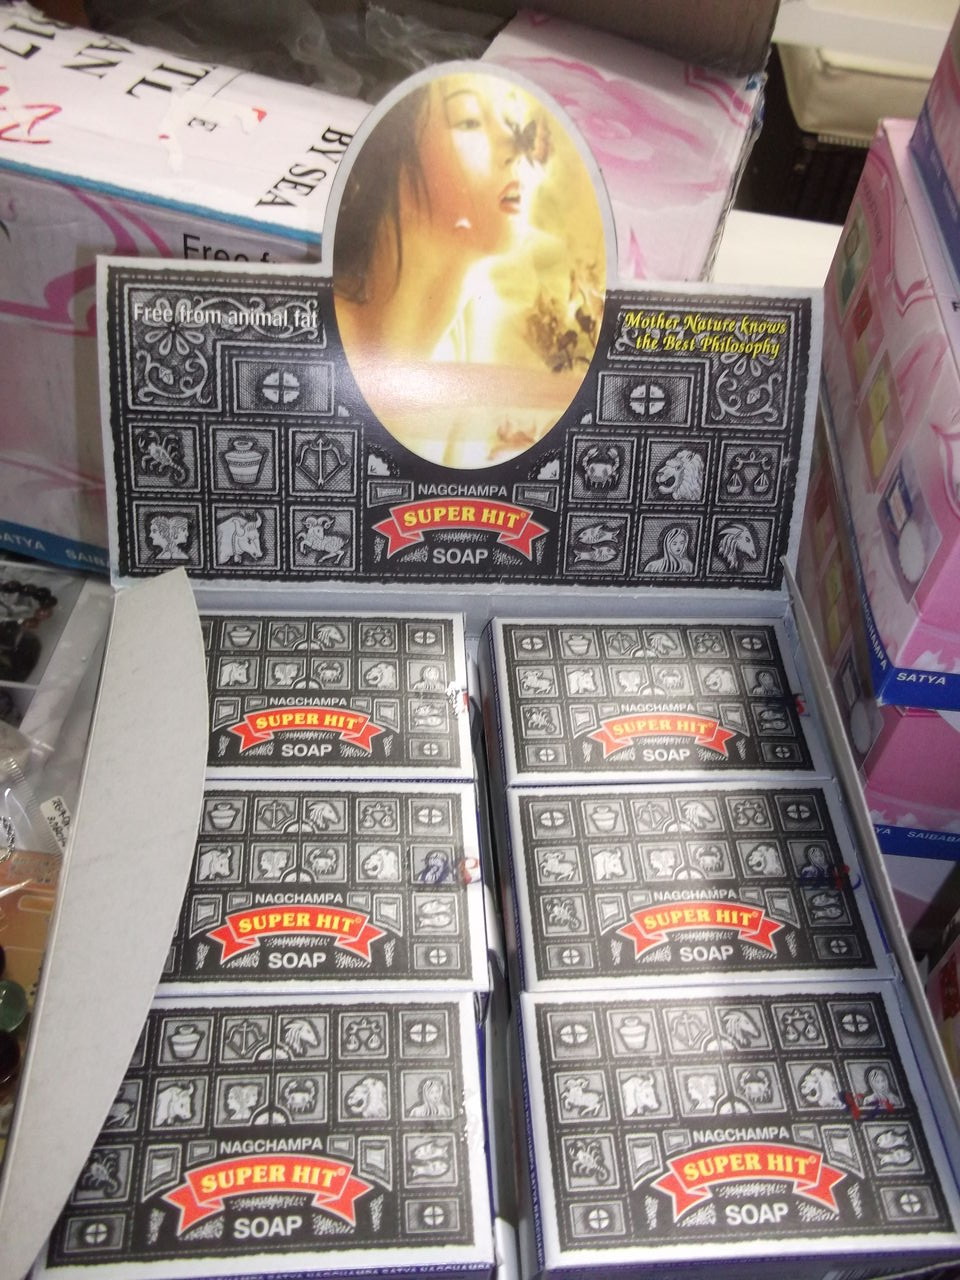 BY SEA
Free from animal fat
Mother Nature knows
the Best Philosophy
NAGCHAMPA
SUPER HIT
SOAP
SATYA
NAGCHAMPA
SUPER HIT
SOAP
NAGCHAMPA
SUPER HIT
SOAP
NAGCHAMPA
SUPER HIT
SOAP
NAGCHAMPA
SUPER HIT
SOAP
NAGCHAMPA
SUPER HIT
SOAP
NAGCHAMPA
SUPER HIT
SOAP